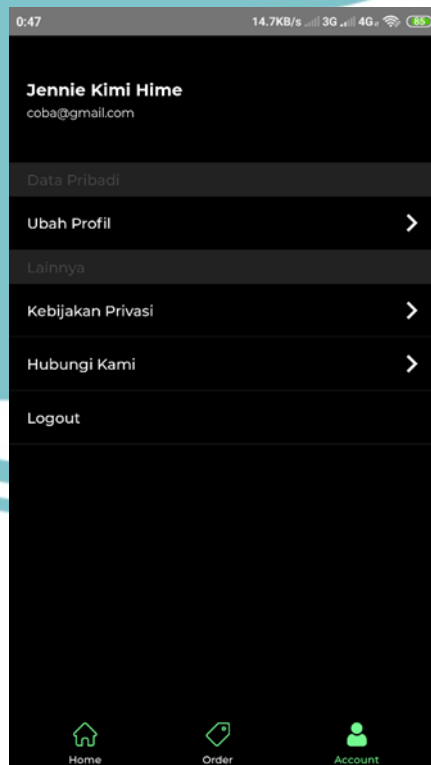 0:47 14.7KB/s 3G 4G 85
Jennie Kimi Hime
coba@gmail.com
Data Pribadi
Ubah Profil
Lainnya
Kebijakan Privasi
Hubungi Kami
Logout
Home Order Account